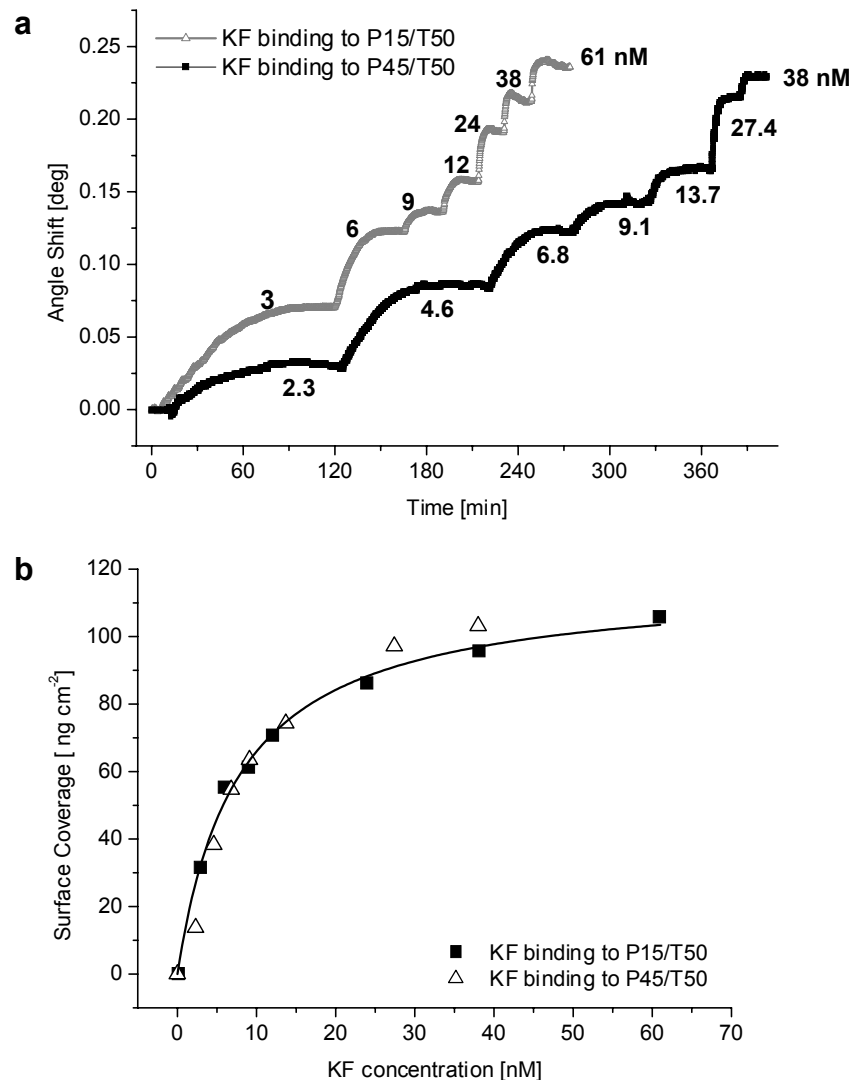 a
KF binding to P15/T50
KF binding to P45/T50
0.25
0.20
0.15
0.10
0.05
0.00
Angle Shift [deg]
3
6
9
12
24
38
61 nM
2.3
4.6
6.8
9.1
13.7
27.4
38 nM
0 60 120 180 240 300 360
Time [min]
b
120
100
80
60
40
20
0
Surface Coverage [ ng cm⁻²]
KF binding to P15/T50
KF binding to P45/T50
0 10 20 30 40 50 60 70
KF concentration [nM]